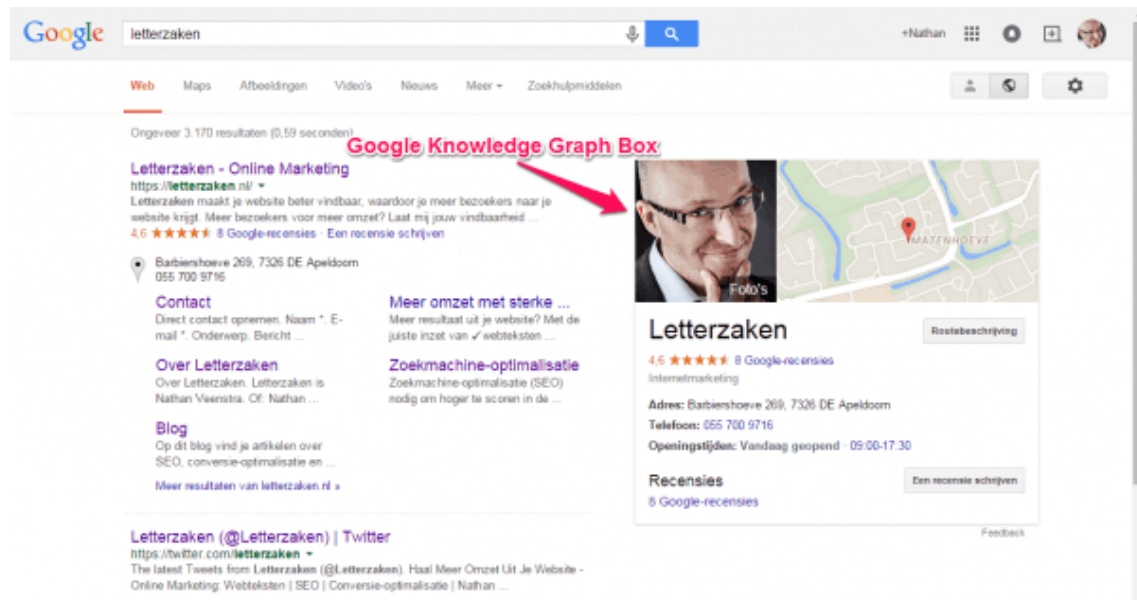 Google
letterzaken
+Nathan
Web Maps Afbeeldingen Video's Nieuws Meer Zoekhulpmiddelen
Ongeveer 3.170 resultaten (0,59 seconden)
Google Knowledge Graph Box
Letterzaken - Online Marketing
https://letterzaken.nl/
Letterzaken maakt je website beter vindbaar, waardoor je meer bezoekers naar je
website krijgt. Meer bezoekers voor meer omzet? Laat mij jouw vindbaarheid ...
4,6 ★★★★★ 8 Google-recensies · Een recensie schrijven
Barbiershoeve 269, 7326 DE Apeldoorn
055 700 9716
Contact
Direct contact opnemen. Naam *. E-
mail *. Onderwerp. Bericht ...
Meer omzet met sterke ...
Meer resultaat uit je website? Met de
juiste inzet van ✓webteksten ...
Over Letterzaken
Over Letterzaken. Letterzaken is
Nathan Veenstra. Of: Nathan ...
Zoekmachine-optimalisatie
Zoekmachine-optimalisatie (SEO)
nodig om hoger te scoren in de ...
Blog
Op dit blog vind je artikelen over
SEO, conversie-optimalisatie en ...
Meer resultaten van letterzaken.nl »
Letterzaken (@Letterzaken) | Twitter
https://twitter.com/letterzaken
The latest Tweets from Letterzaken (@Letterzaken). Haal Meer Omzet Uit Je Website -
Online Marketing: Webteksten | SEO | Conversie-optimalisatie | Nathan ...
Foto's
MATENHOEVE
Letterzaken
Routebeschrijving
4,6 ★★★★★ 8 Google-recensies
Internetmarketing
Adres: Barbiershoeve 269, 7326 DE Apeldoorn
Telefoon: 055 700 9716
Openingstijden: Vandaag geopend · 09:00-17:30
Recensies
Een recensie schrijven
8 Google-recensies
Feedback